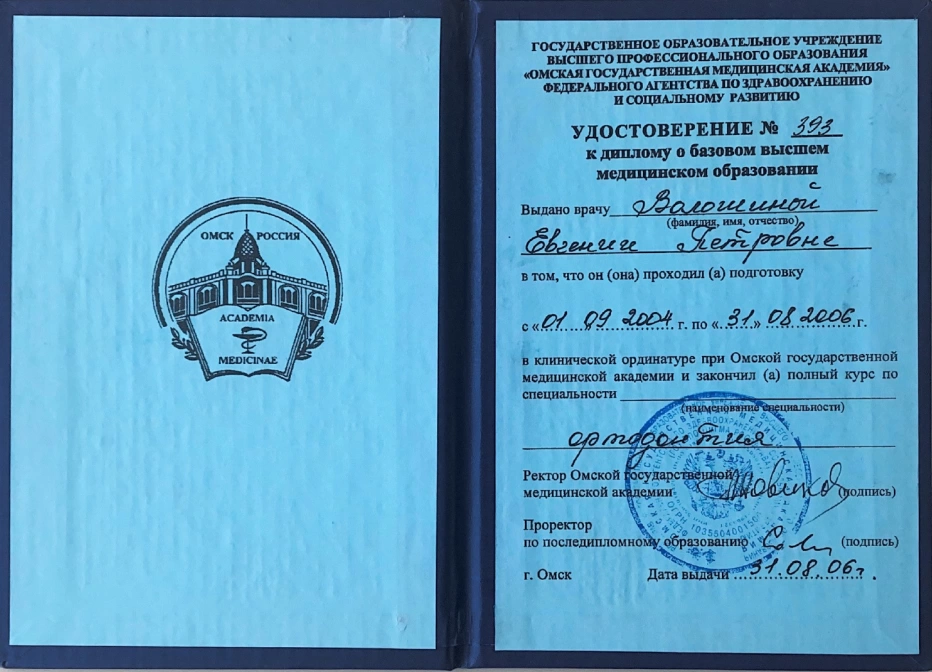 ОМСК РОССИЯ
ACADEMIA
MEDICINAE
ГОСУДАРСТВЕННОЕ ОБРАЗОВАТЕЛЬНОЕ УЧРЕЖДЕНИЕ
ВЫСШЕГО ПРОФЕССИОНАЛЬНОГО ОБРАЗОВАНИЯ
«ОМСКАЯ ГОСУДАРСТВЕННАЯ МЕДИЦИНСКАЯ АКАДЕМИЯ»
ФЕДЕРАЛЬНОГО АГЕНТСТВА ПО ЗДРАВООХРАНЕНИЮ
И СОЦИАЛЬНОМУ РАЗВИТИЮ
УДОСТОВЕРЕНИЕ № 393
к диплому о базовом высшем
медицинском образовании
Выдано врачу Валошиной
(фамилия, имя, отчество)
Евгении Петровне
в том, что он (она) проходил (а) подготовку
с «01 09 2004 г. по «31» 08 2006 г.
в клинической ординатуре при Омской государственной
медицинской академии и закончил (а) полный курс по
специальности
(наименование специальности)
ортодонтия
Ректор Омской государственной
медицинской академии (подпись)
Проректор
по последипломному образованию (подпись)
г. Омск Дата выдачи 31.08.06г.